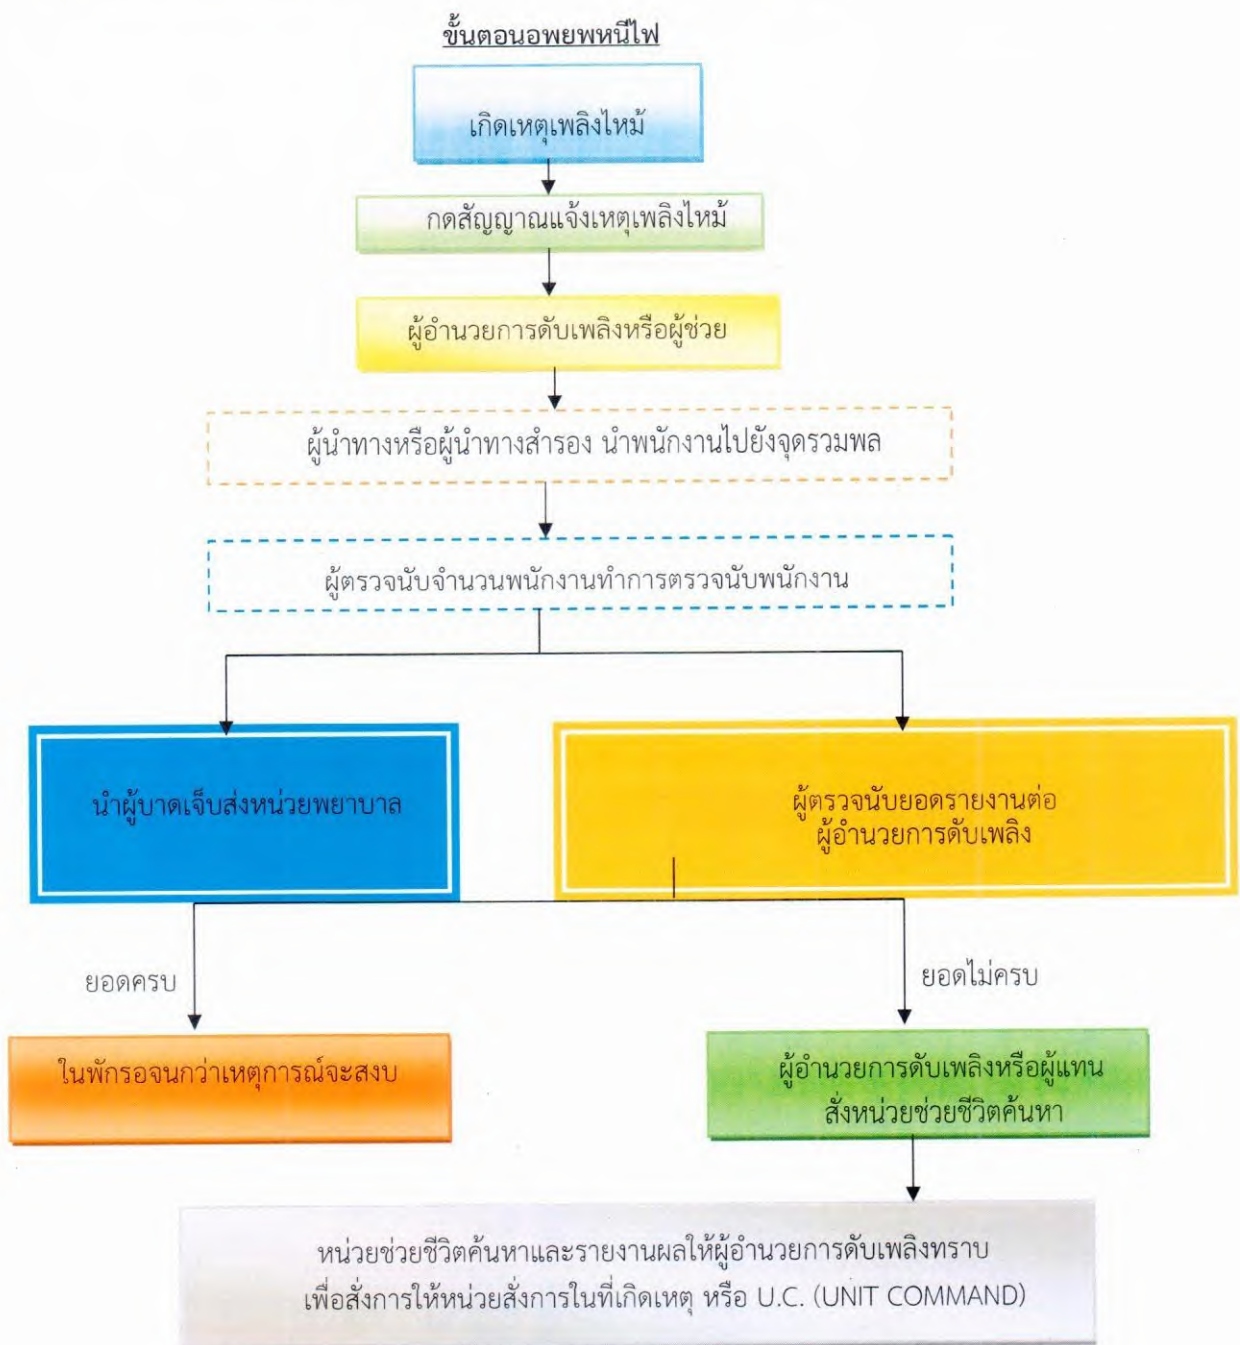 ขั้นตอนอพยพหนีไฟ
เกิดเหตุเพลิงไหม้
กดสัญญาณแจ้งเหตุเพลิงไหม้
ผู้อำนวยการดับเพลิงหรือผู้ช่วย
ผู้นำทางหรือผู้นำทางสำรอง นำพนักงานไปยังจุดรวมพล
ผู้ตรวจนับจำนวนพนักงานทำการตรวจนับพนักงาน
นำผู้บาดเจ็บส่งหน่วยพยาบาล
ผู้ตรวจนับยอดรายงานต่อ
ผู้อำนวยการดับเพลิง
ยอดครบ
ยอดไม่ครบ
ในพักรอจนกว่าเหตุการณ์จะสงบ
ผู้อำนวยการดับเพลิงหรือผู้แทน
สั่งหน่วยช่วยชีวิตค้นหา
หน่วยช่วยชีวิตค้นหาและรายงานผลให้ผู้อำนวยการดับเพลิงทราบ
เพื่อสั่งการให้หน่วยสั่งการในที่เกิดเหตุ หรือ U.C. (UNIT COMMAND)